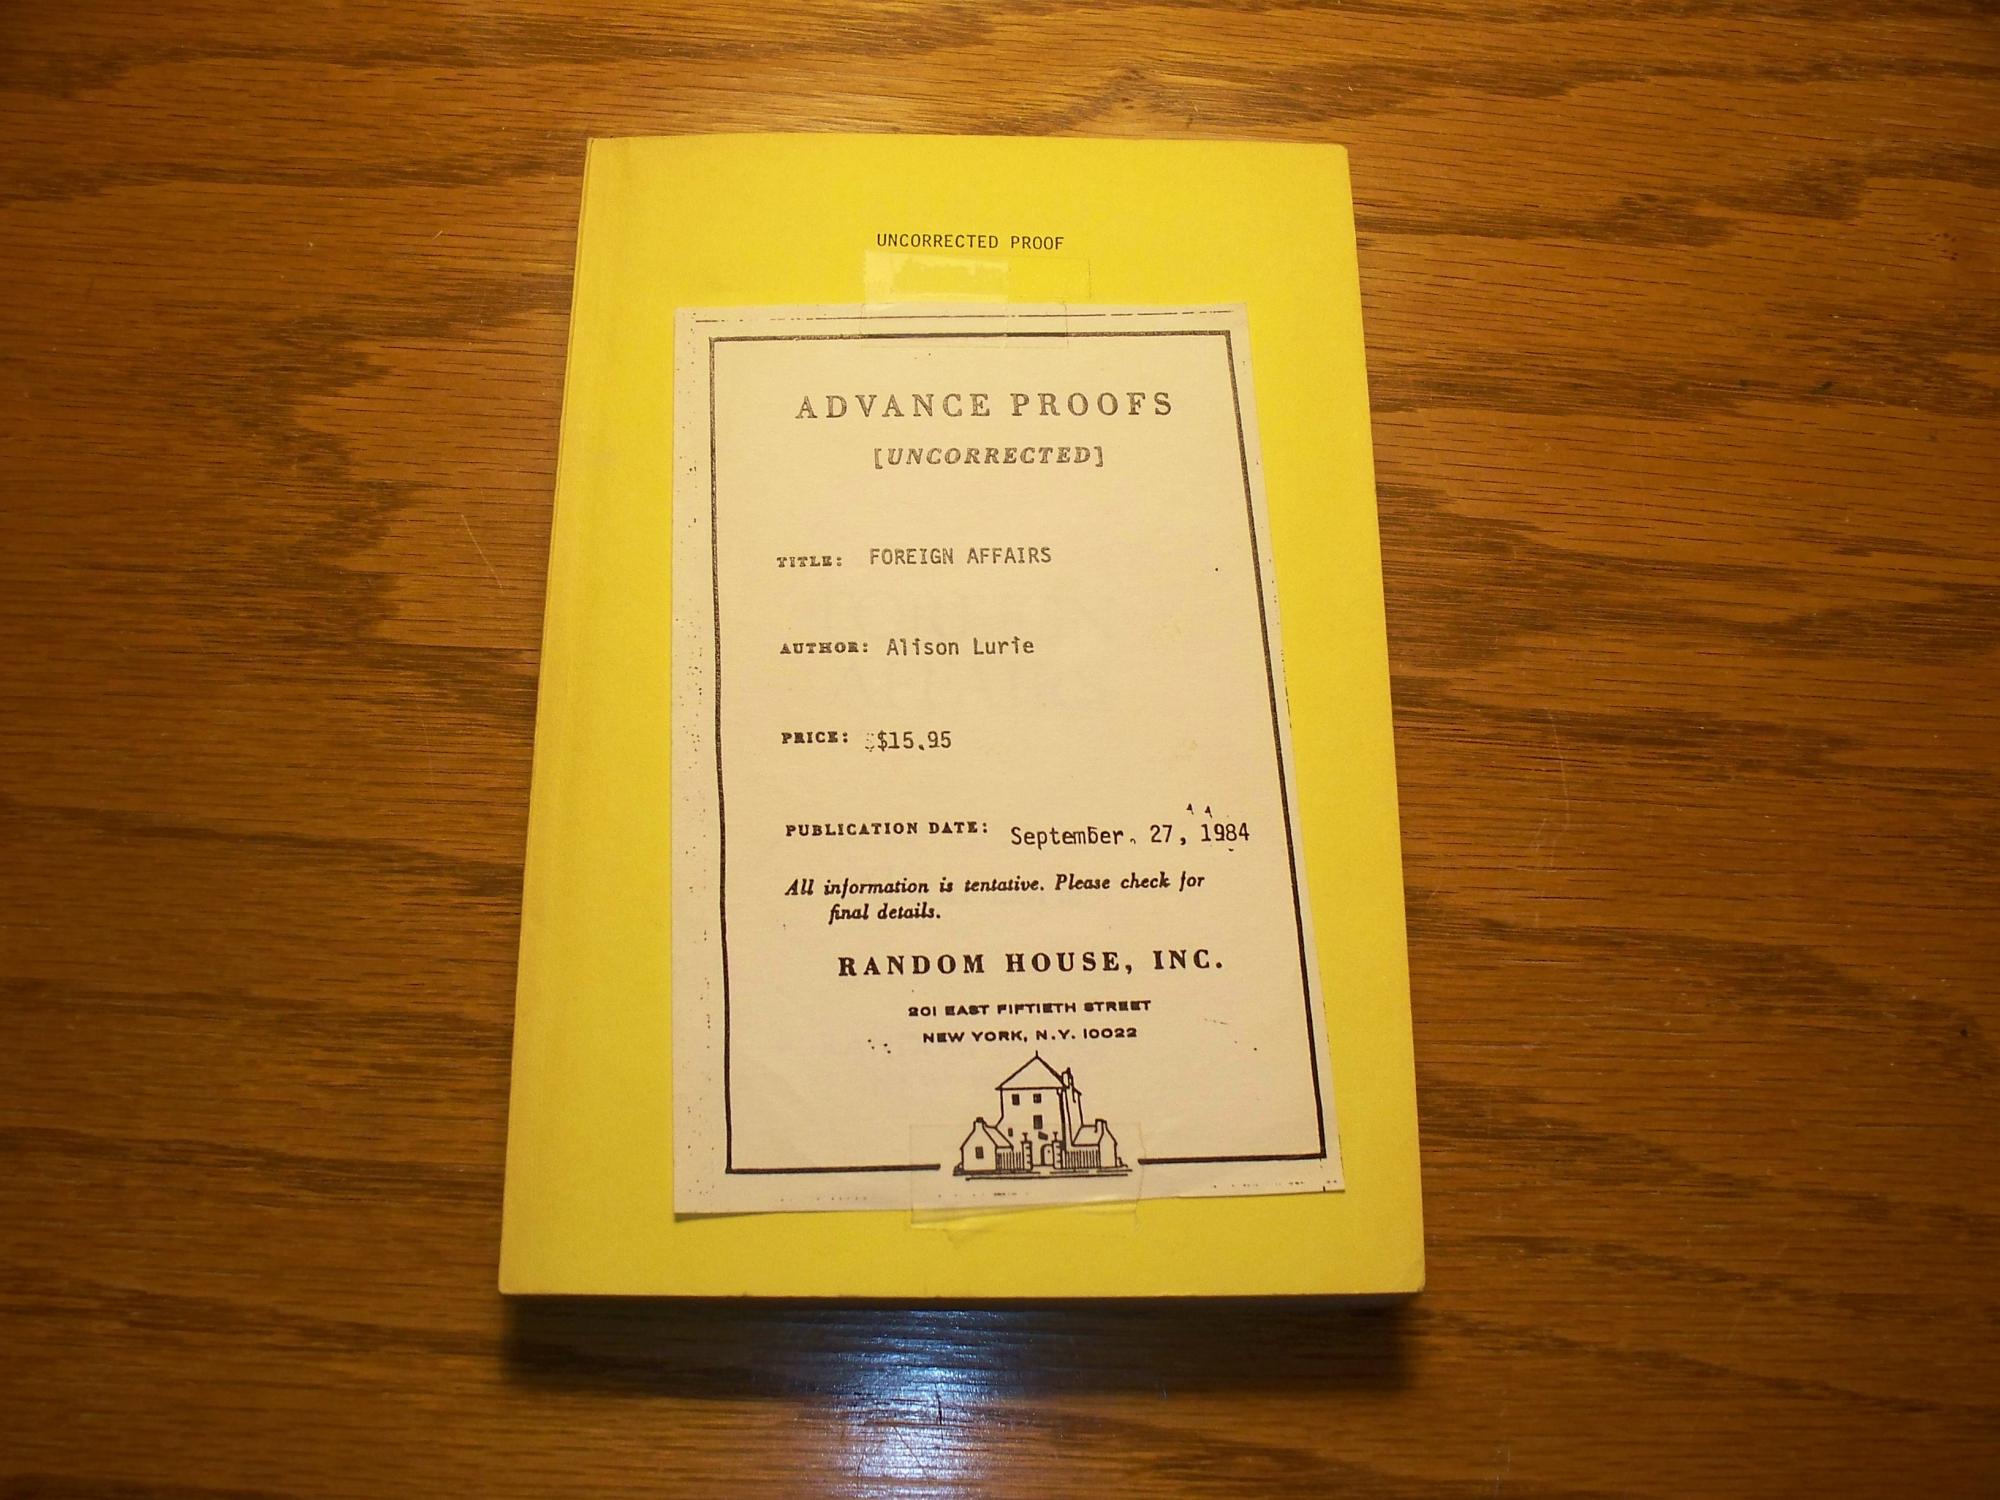 UNCORRECTED PROOF
ADVANCE PROOFS
[UNCORRECTED]
TITLE: FOREIGN AFFAIRS
AUTHOR: Alison Lurie
PRICE: $15.95
PUBLICATION DATE: September. 27, 1984
All information is tentative. Please check for
final details.
RANDOM HOUSE, INC.
201 EAST FIFTIETH STREET
NEW YORK, N.Y. 10022